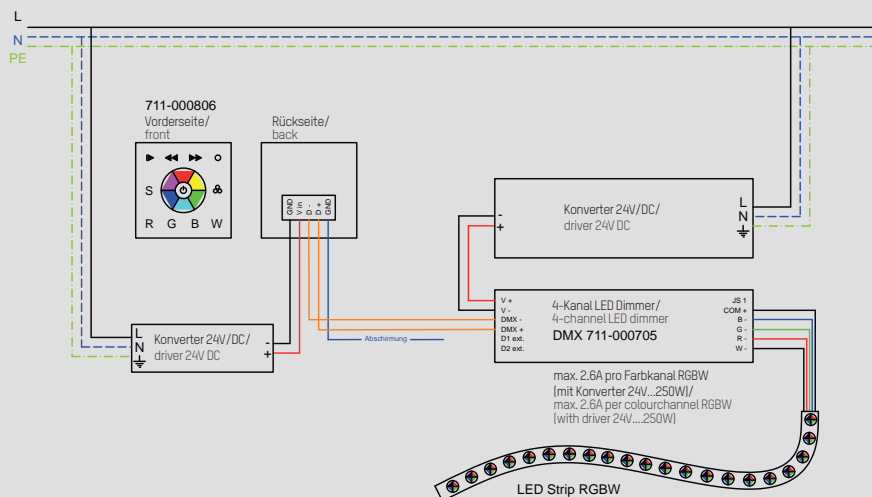 L
N
PE
711-000806
Vorderseite/
front
S
R G B W
Rückseite/
back
GND
V in
D -
D +
GND
Konverter 24V/DC/
driver 24V DC
L
N
-
+
L
N
Konverter 24V/DC/
driver 24V DC
-
+
Abschirmung
V +
V -
DMX -
DMX +
D1 ext.
D2 ext.
4-Kanal LED Dimmer/
4-channel LED dimmer
DMX 711-000705
JS 1
COM +
B -
G -
R -
W -
max. 2.6A pro Farbkanal RGBW
(mit Konverter 24V...250W)/
max. 2.6A per colourchannel RGBW
(with driver 24V....250W)
LED Strip RGBW